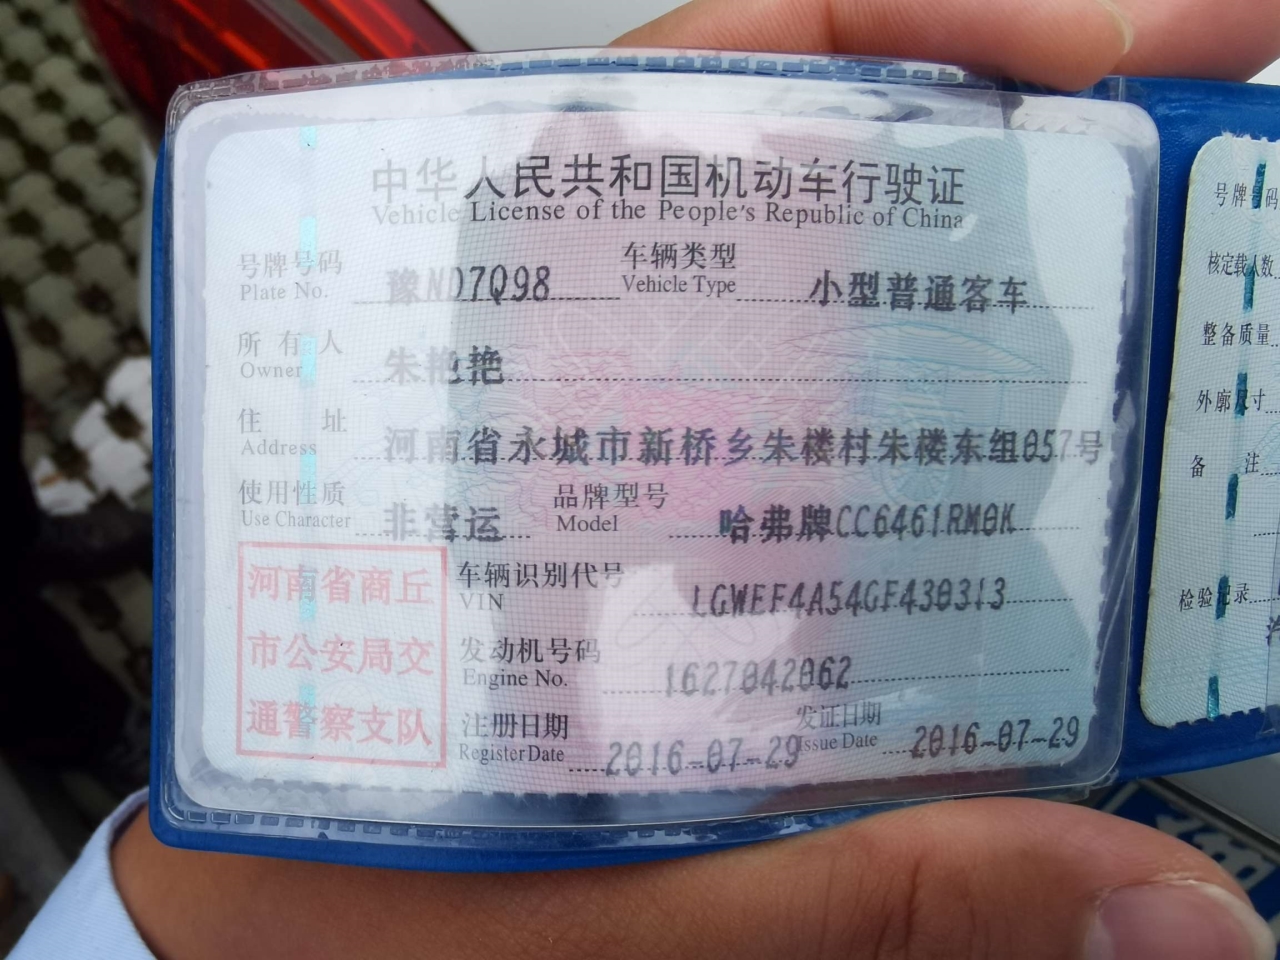 中华人民共和国机动车行驶证
Vehicle License of the People's Republic of China
号牌号码 豫ND7Q98 车辆类型 小型普通客车
Plate No. Vehicle Type
所有人 朱艳艳
Owner
住址 河南省永城市新桥乡朱楼村朱楼东组057号
Address
使用性质 非营运 品牌型号 哈弗牌CC6461RM0K
Use Character Model
河南省商丘
市公安局交
通警察支队
车辆识别代号 LGWEF4A54GF430313
VIN
发动机号码 1627042062
Engine No.
注册日期 2016-07-29 发证日期 2016-07-29
Register Date Issue Date
号牌号码
核定载人数
整备质量
外廓尺寸
备注
检验记录